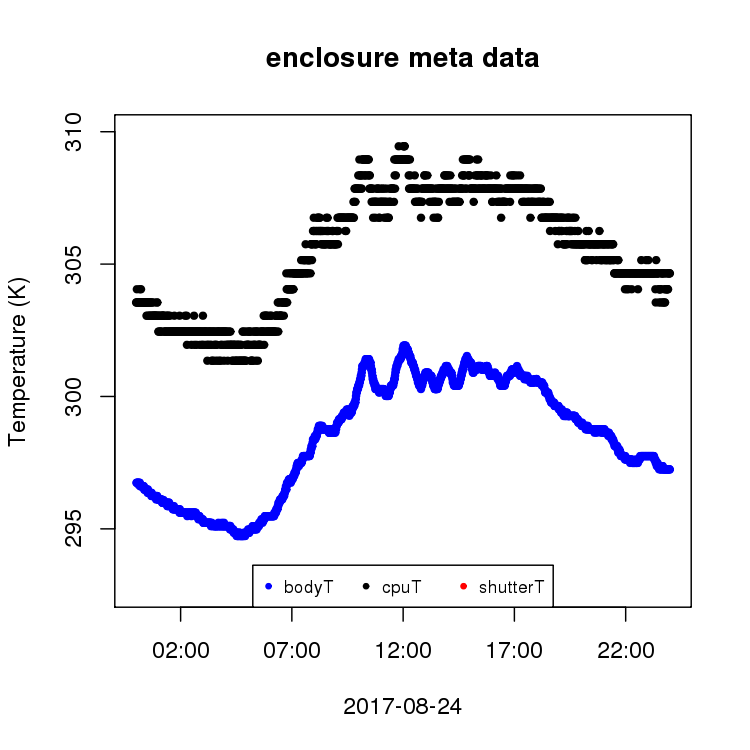 enclosure meta data
Temperature (K)
310
305
300
295
bodyT cpuT shutterT
02:00 07:00 12:00 17:00 22:00
2017-08-24